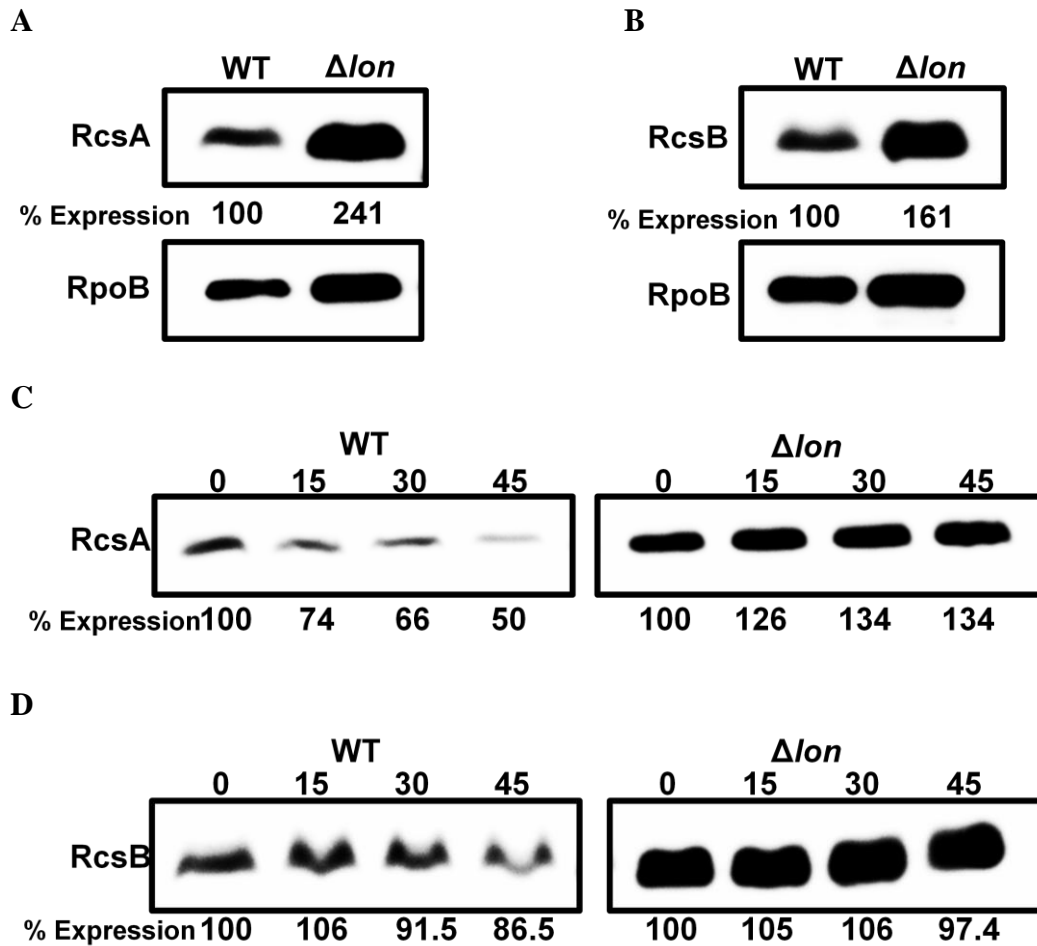 A B
WT Δlon WT Δlon
RcsA RcsB
% Expression 100 241 % Expression 100 161
RpoB RpoB
C
WT Δlon
0 15 30 45 0 15 30 45
RcsA
% Expression 100 74 66 50 100 126 134 134
D
WT Δlon
0 15 30 45 0 15 30 45
RcsB
% Expression 100 106 91.5 86.5 100 105 106 97.4